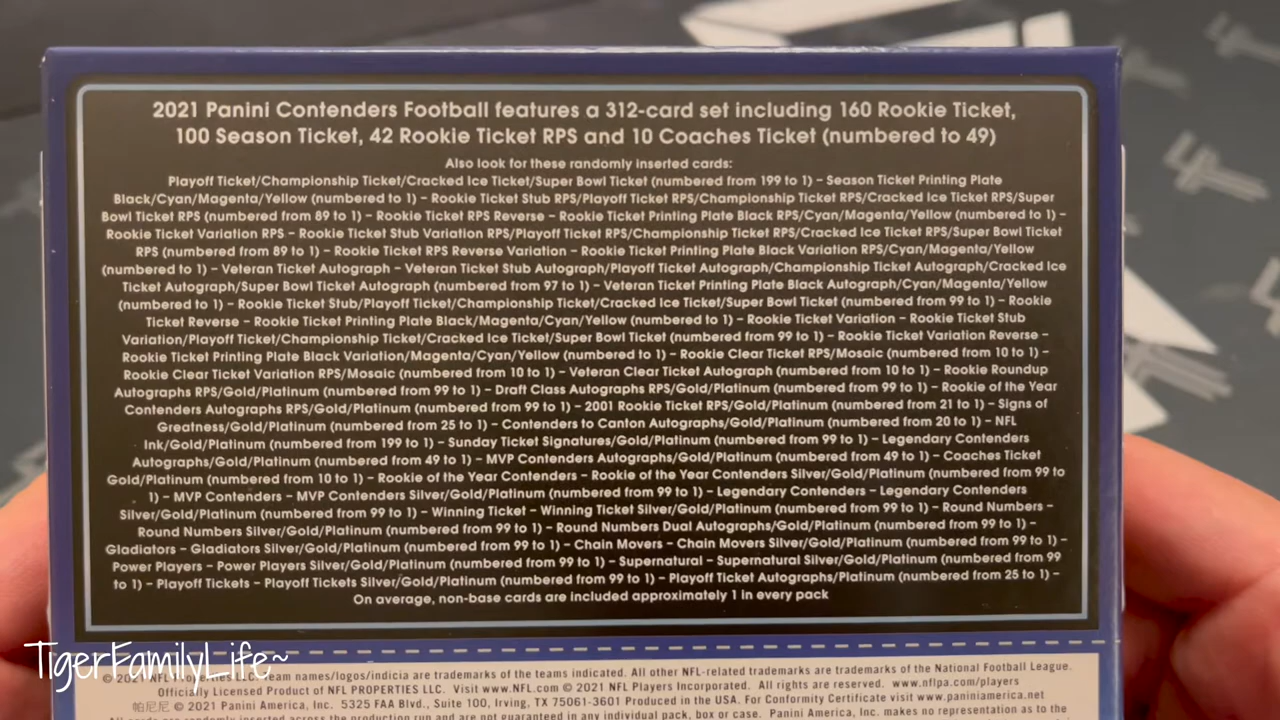 2021 Panini Contenders Football features a 312-card set including 160 Rookie Ticket,
100 Season Ticket, 42 Rookie Ticket RPS and 10 Coaches Ticket (numbered to 49)
Also look for these randomly inserted cards:
Playoff Ticket/Championship Ticket/Cracked Ice Ticket/Super Bowl Ticket (numbered from 199 to 1) – Season Ticket Printing Plate
Black/Cyan/Magenta/Yellow (numbered to 1) – Rookie Ticket Stub RPS/Playoff Ticket RPS/Championship Ticket RPS/Cracked Ice Ticket RPS/Super
Bowl Ticket RPS (numbered from 89 to 1) – Rookie Ticket RPS Reverse – Rookie Ticket Printing Plate Black RPS/Cyan/Magenta/Yellow (numbered to 1) –
Rookie Ticket Variation RPS – Rookie Ticket Stub Variation RPS/Playoff Ticket RPS/Championship Ticket RPS/Cracked Ice Ticket RPS/Super Bowl Ticket
RPS (numbered from 89 to 1) – Rookie Ticket RPS Reverse Variation – Rookie Ticket Printing Plate Black Variation RPS/Cyan/Magenta/Yellow
(numbered to 1) – Veteran Ticket Autograph – Veteran Ticket Stub Autograph/Playoff Ticket Autograph/Championship Ticket Autograph/Cracked Ice
Ticket Autograph/Super Bowl Ticket Autograph (numbered from 97 to 1) – Veteran Ticket Printing Plate Black Autograph/Cyan/Magenta/Yellow
(numbered to 1) – Rookie Ticket Stub/Playoff Ticket/Championship Ticket/Cracked Ice Ticket/Super Bowl Ticket (numbered from 99 to 1) – Rookie
Ticket Reverse – Rookie Ticket Printing Plate Black/Magenta/Cyan/Yellow (numbered to 1) – Rookie Ticket Variation – Rookie Ticket Stub
Variation/Playoff Ticket/Championship Ticket/Cracked Ice Ticket/Super Bowl Ticket (numbered from 99 to 1) – Rookie Ticket Variation Reverse –
Rookie Ticket Printing Plate Black Variation/Magenta/Cyan/Yellow (numbered to 1) – Rookie Clear Ticket RPS/Mosaic (numbered from 10 to 1) –
Rookie Clear Ticket Variation RPS/Mosaic (numbered from 10 to 1) – Veteran Clear Ticket Autograph (numbered from 10 to 1) – Rookie Roundup
Autographs RPS/Gold/Platinum (numbered from 99 to 1) – Draft Class Autographs RPS/Gold/Platinum (numbered from 99 to 1) – Rookie of the Year
Contenders Autographs RPS/Gold/Platinum (numbered from 99 to 1) – 2001 Rookie Ticket RPS/Gold/Platinum (numbered from 21 to 1) – Signs of
Greatness/Gold/Platinum (numbered from 25 to 1) – Contenders to Canton Autographs/Gold/Platinum (numbered from 20 to 1) – NFL
Ink/Gold/Platinum (numbered from 199 to 1) – Sunday Ticket Signatures/Gold/Platinum (numbered from 99 to 1) – Legendary Contenders
Autographs/Gold/Platinum (numbered from 49 to 1) – MVP Contenders Autographs/Gold/Platinum (numbered from 49 to 1) – Coaches Ticket
Gold/Platinum (numbered from 10 to 1) – Rookie of the Year Contenders – Rookie of the Year Contenders Silver/Gold/Platinum (numbered from 99 to
1) – MVP Contenders – MVP Contenders Silver/Gold/Platinum (numbered from 99 to 1) – Legendary Contenders – Legendary Contenders
Silver/Gold/Platinum (numbered from 99 to 1) – Winning Ticket – Winning Ticket Silver/Gold/Platinum (numbered from 99 to 1) – Round Numbers –
Round Numbers Silver/Gold/Platinum (numbered from 99 to 1) – Round Numbers Dual Autographs/Gold/Platinum (numbered from 99 to 1) –
Gladiators – Gladiators Silver/Gold/Platinum (numbered from 99 to 1) – Chain Movers – Chain Movers Silver/Gold/Platinum (numbered from 99 to 1) –
Power Players – Power Players Silver/Gold/Platinum (numbered from 99 to 1) – Supernatural – Supernatural Silver/Gold/Platinum (numbered from 99
to 1) – Playoff Tickets – Playoff Tickets Silver/Gold/Platinum (numbered from 99 to 1) – Playoff Ticket Autographs/Platinum (numbered from 25 to 1) –
On average, non-base cards are included approximately 1 in every pack
TigerFamilyLife~
NFL team names/logos/indicia are trademarks of the teams indicated. All other NFL-related trademarks are trademarks of the National Football League.
Officially Licensed Product of NFL PROPERTIES LLC. Visit www.NFL.com © 2021 NFL Players Incorporated. All rights are reserved. www.nflpa.com/players
帕尼尼 © 2021 Panini America, Inc. 5325 FAA Blvd., Suite 100, Irving, TX 75061-3601 Produced in the USA. For Conformity Certificate visit www.paniniamerica.net
All cards are randomly inserted across the production run and are not guaranteed in any individual pack, box or case. Panini America, Inc. makes no representation as to the